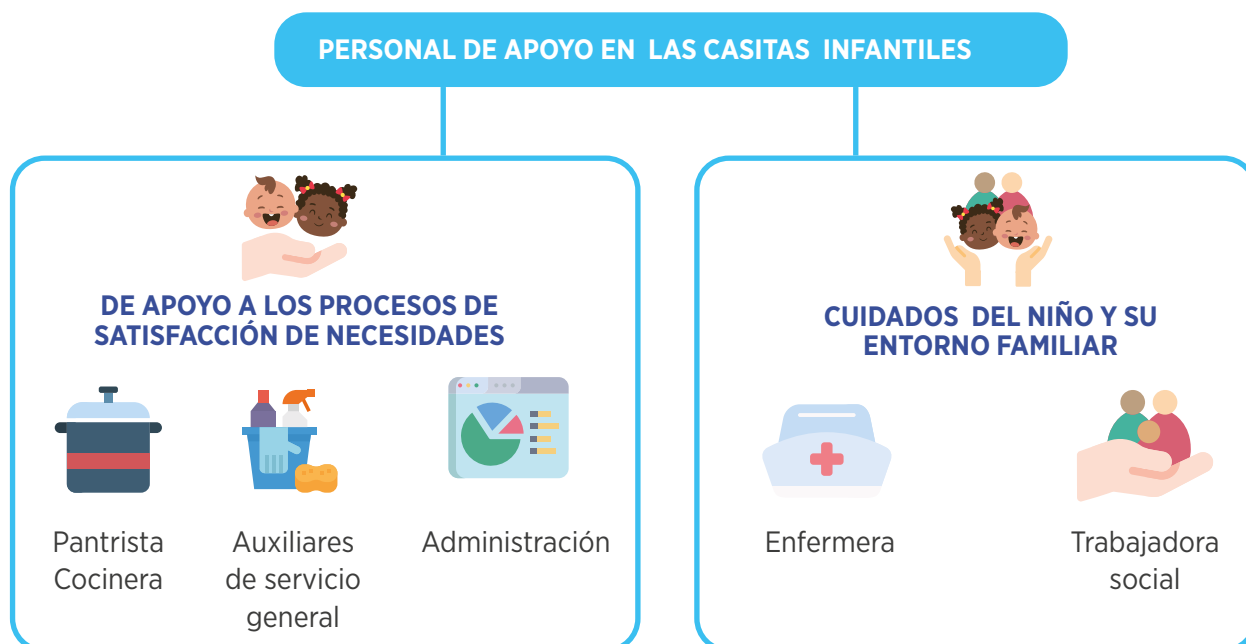 PERSONAL DE APOYO EN LAS CASITAS INFANTILES
DE APOYO A LOS PROCESOS DE
SATISFACCIÓN DE NECESIDADES
Pantrista
Cocinera
Auxiliares
de servicio
general
Administración
CUIDADOS DEL NIÑO Y SU
ENTORNO FAMILIAR
Enfermera
Trabajadora
social